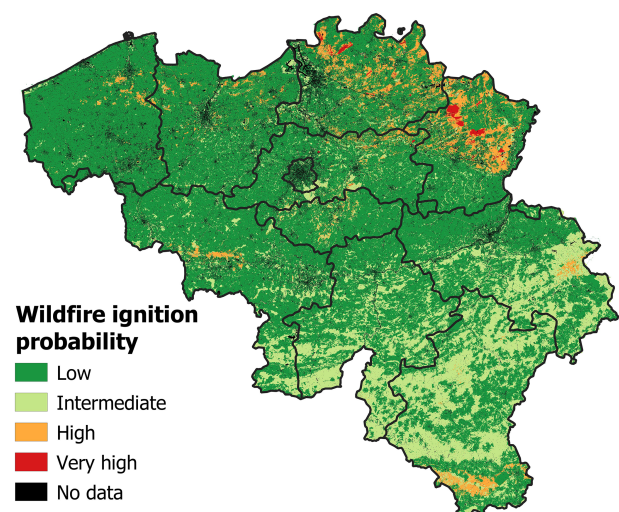 Wildfire ignition
probability
Low
Intermediate
High
Very high
No data